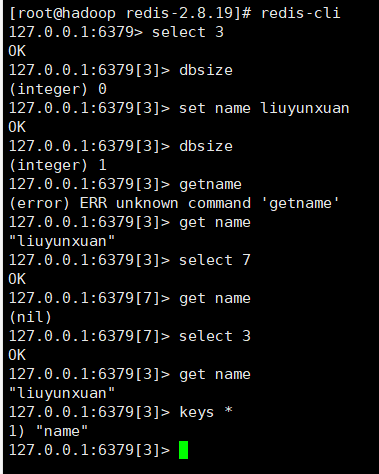 [root@hadoop redis-2.8.19]# redis-cli
127.0.0.1:6379> select 3
OK
127.0.0.1:6379[3]> dbsize
(integer) 0
127.0.0.1:6379[3]> set name liuyunxuan
OK
127.0.0.1:6379[3]> dbsize
(integer) 1
127.0.0.1:6379[3]> getname
(error) ERR unknown command 'getname'
127.0.0.1:6379[3]> get name
"liuyunxuan"
127.0.0.1:6379[3]> select 7
OK
127.0.0.1:6379[7]> get name
(nil)
127.0.0.1:6379[7]> select 3
OK
127.0.0.1:6379[3]> get name
"liuyunxuan"
127.0.0.1:6379[3]> keys *
1) "name"
127.0.0.1:6379[3]>